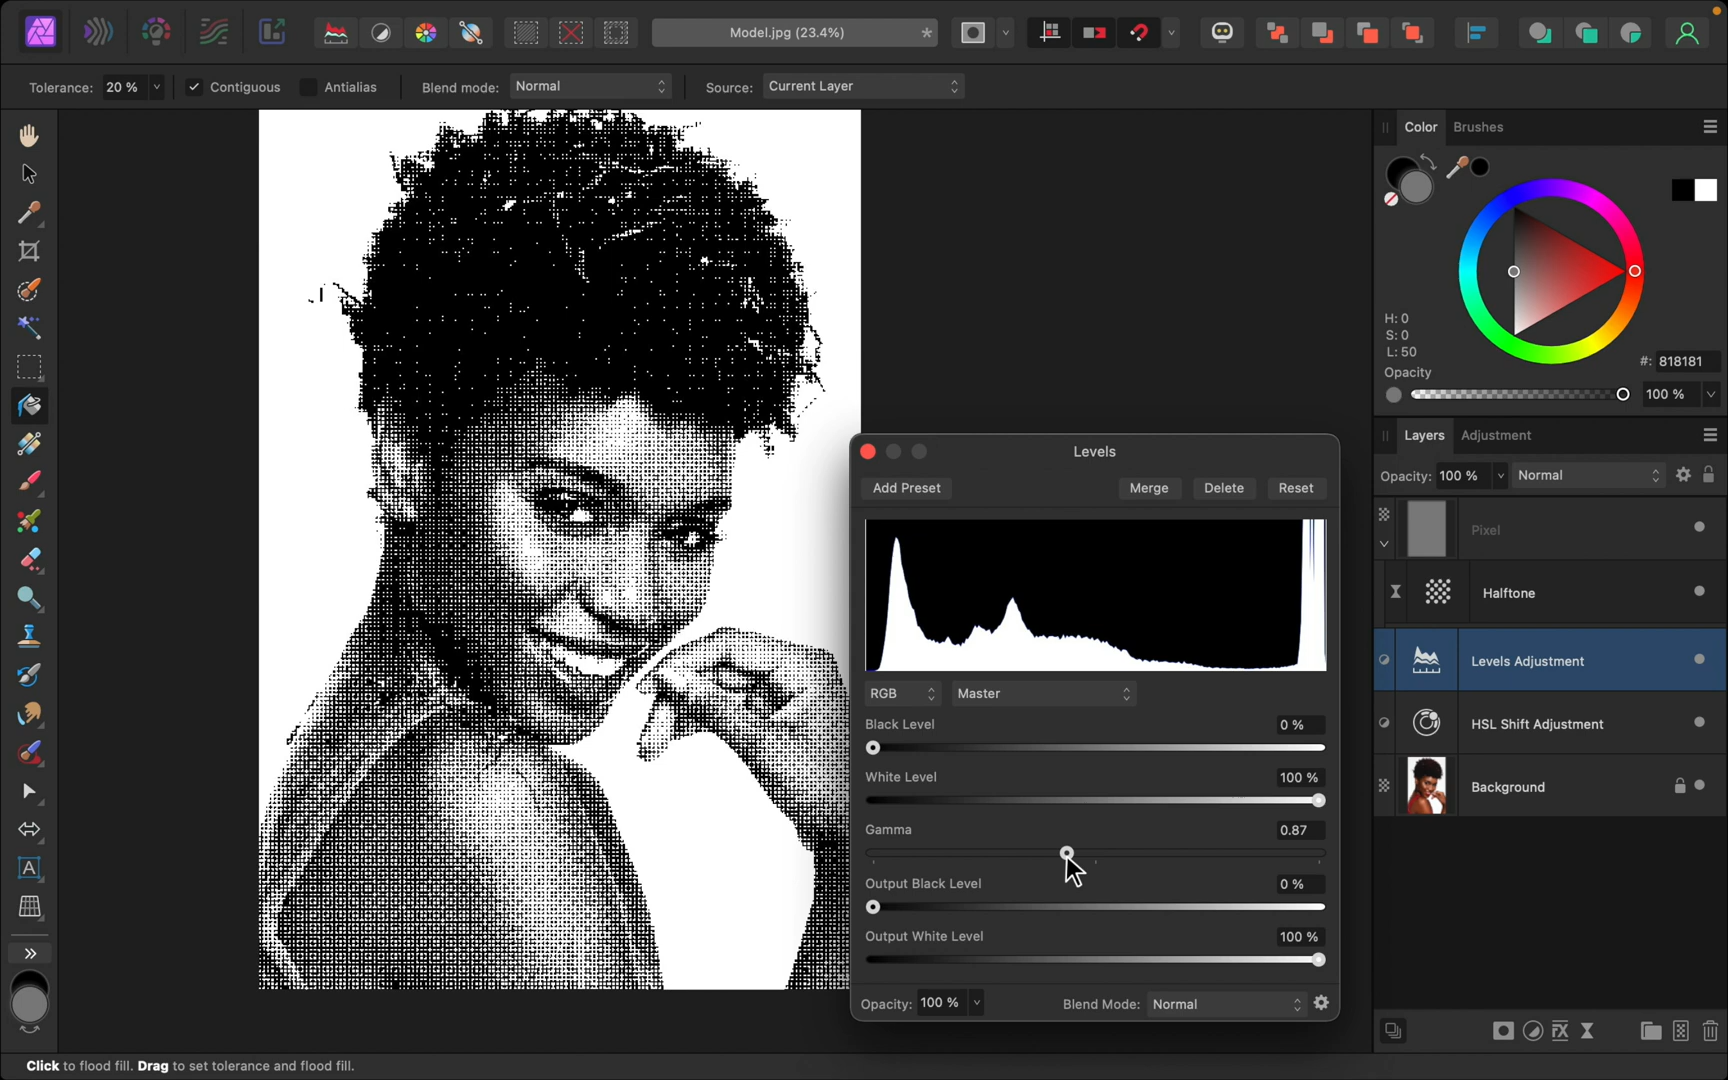 Model.jpg (23.4%)
*
Tolerance: 20 % Contiguous Antialias Blend mode: Normal Source: Current Layer
Color Brushes
H: 0
S: 0
L: 50
#: 818181
Opacity
100 %
Layers Adjustment
Opacity: 100 % Normal
Pixel
Halftone
Levels Adjustment
HSL Shift Adjustment
Background
Levels
Add Preset Merge Delete Reset
RGB Master
Black Level 0 %
White Level 100 %
Gamma 0.87
Output Black Level 0 %
Output White Level 100 %
Opacity: 100 % Blend Mode: Normal
A
FX
Click to flood fill. Drag to set tolerance and flood fill.